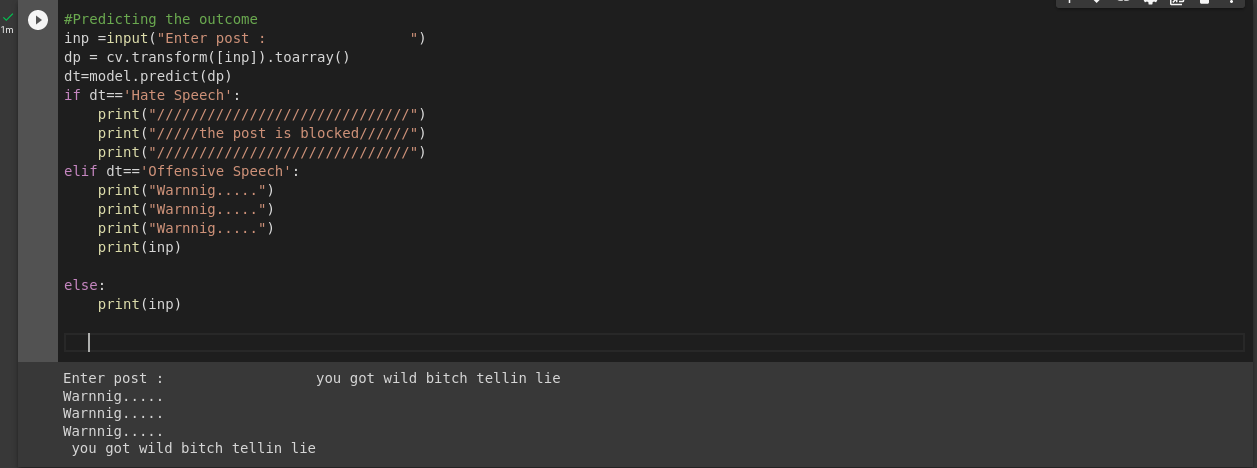 1m
#Predicting the outcome
inp =input("Enter post :                 ")
dp = cv.transform([inp]).toarray()
dt=model.predict(dp)
if dt=='Hate Speech':
    print("//////////////////////////////")
    print("/////the post is blocked//////")
    print("//////////////////////////////")
elif dt=='Offensive Speech':
    print("Warnnig.....")
    print("Warnnig.....")
    print("Warnnig.....")
    print(inp)
else:
    print(inp)
Enter post :                  you got wild bitch tellin lie
Warnnig.....
Warnnig.....
Warnnig.....
 you got wild bitch tellin lie